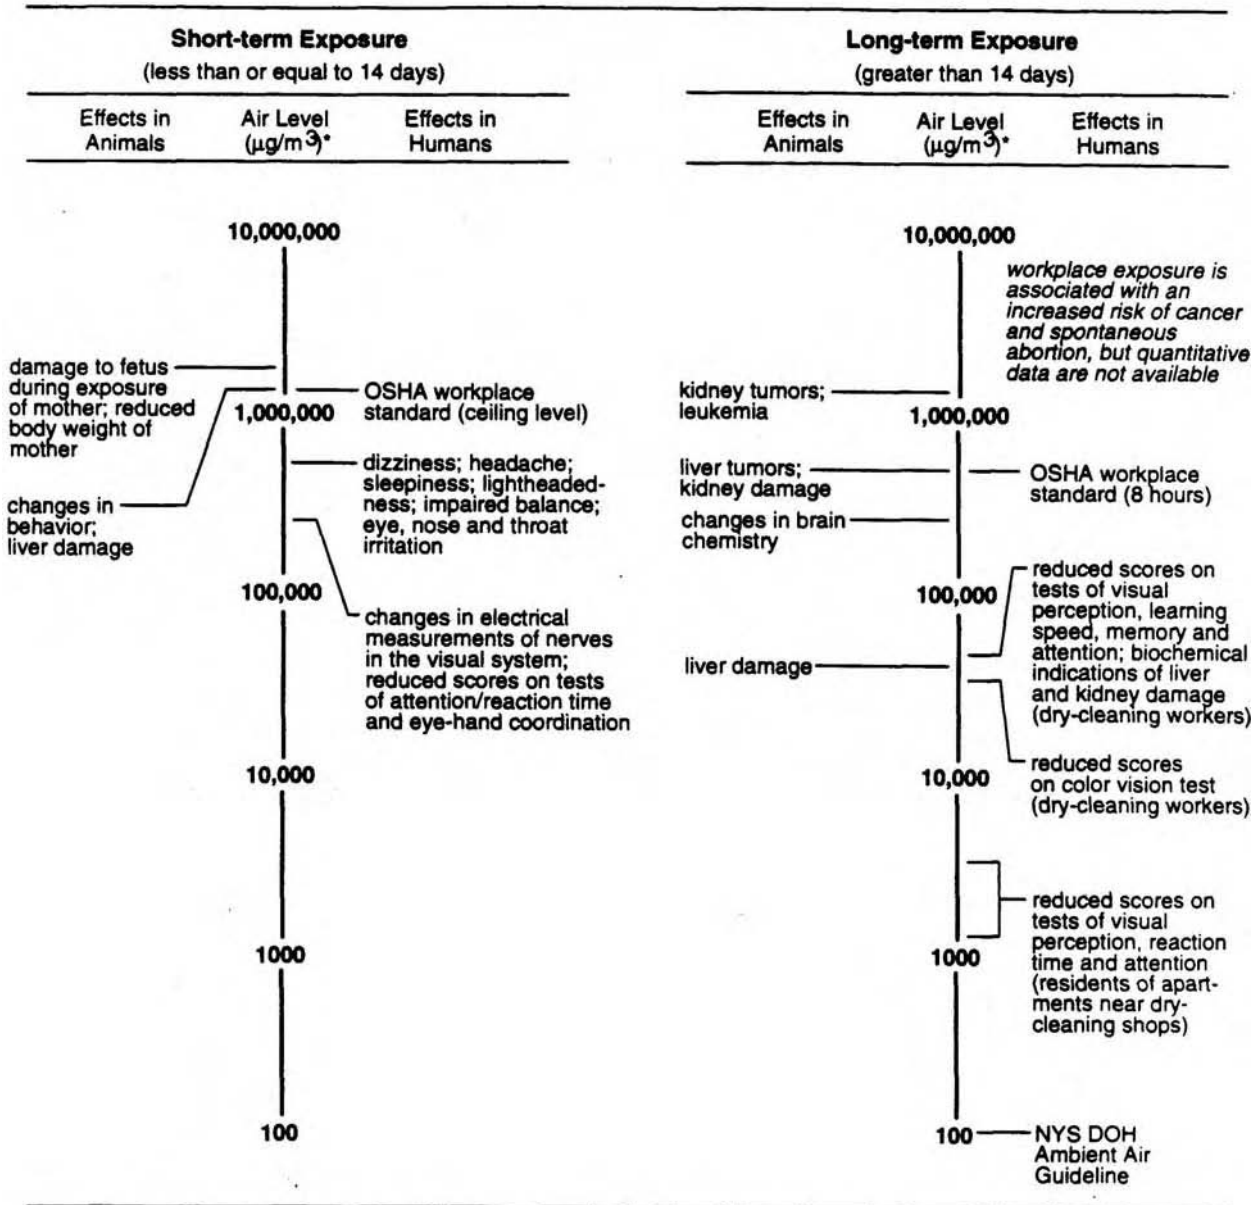 Short-term Exposure
(less than or equal to 14 days)
Effects in
Animals
Air Level
(µg/m³)*
Effects in
Humans
10,000,000
damage to fetus
during exposure
of mother; reduced
body weight of
mother
OSHA workplace
standard (ceiling level)
1,000,000
changes in
behavior;
liver damage
dizziness; headache;
sleepiness; lightheaded-
ness; impaired balance;
eye, nose and throat
irritation
100,000
changes in electrical
measurements of nerves
in the visual system;
reduced scores on tests
of attention/reaction time
and eye-hand coordination
10,000
1000
100
Long-term Exposure
(greater than 14 days)
Effects in
Animals
Air Level
(µg/m³)*
Effects in
Humans
10,000,000
workplace exposure is
associated with an
increased risk of cancer
and spontaneous
abortion, but quantitative
data are not available
kidney tumors;
leukemia
1,000,000
liver tumors;
kidney damage
OSHA workplace
standard (8 hours)
changes in brain
chemistry
100,000
reduced scores on
tests of visual
perception, learning
speed, memory and
attention; biochemical
indications of liver
and kidney damage
(dry-cleaning workers)
liver damage
10,000
reduced scores
on color vision test
(dry-cleaning workers)
reduced scores on
tests of visual
perception, reaction
time and attention
(residents of apart-
ments near dry-
cleaning shops)
1000
100
NYS DOH
Ambient Air
Guideline